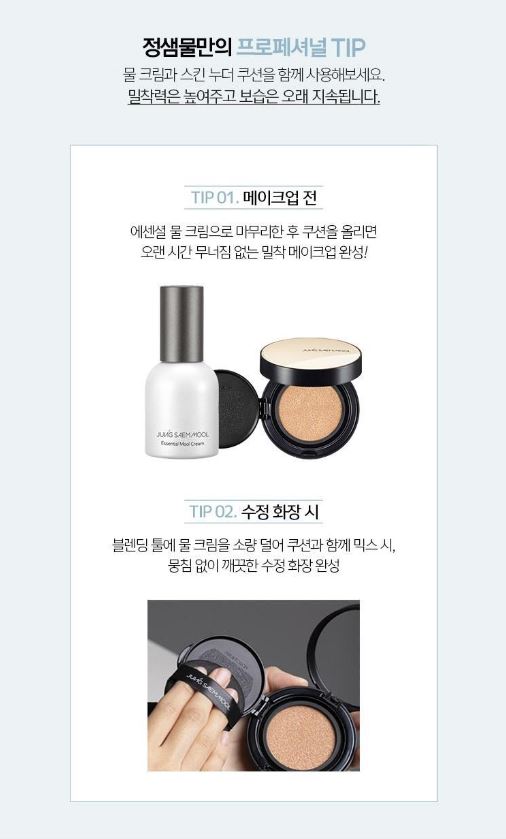 정샘물만의 프로페셔널 TIP
물 크림과 스킨 누더 쿠션을 함께 사용해보세요.
밀착력은 높여주고 보습은 오래 지속됩니다.
TIP 01. 메이크업 전
에센셜 물 크림으로 마무리한 후 쿠션을 올리면
오랜 시간 무너짐 없는 밀착 메이크업 완성!
JUNG SAEM MOOL
JUNG SAEM MOOL
Essential Mool Cream
TIP 02. 수정 화장 시
블렌딩 툴에 물 크림을 소량 덜어 쿠션과 함께 믹스 시,
뭉침 없이 깨끗한 수정 화장 완성
JUNG SAEM MOOL